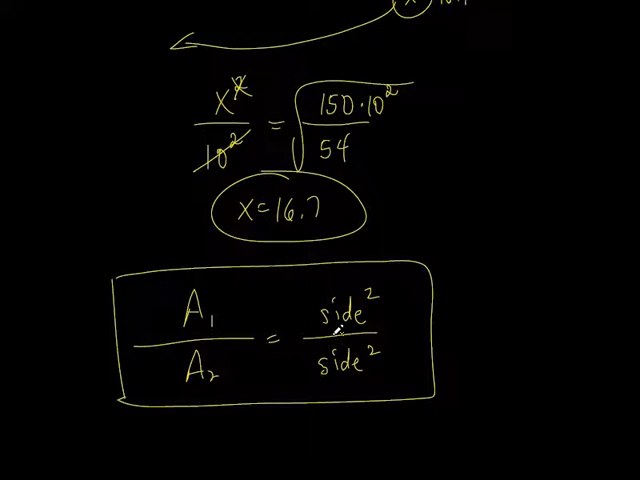 x² / 10² = √(150·10² / 54)
x=16.7
A₁ / A₂ = side² / side²